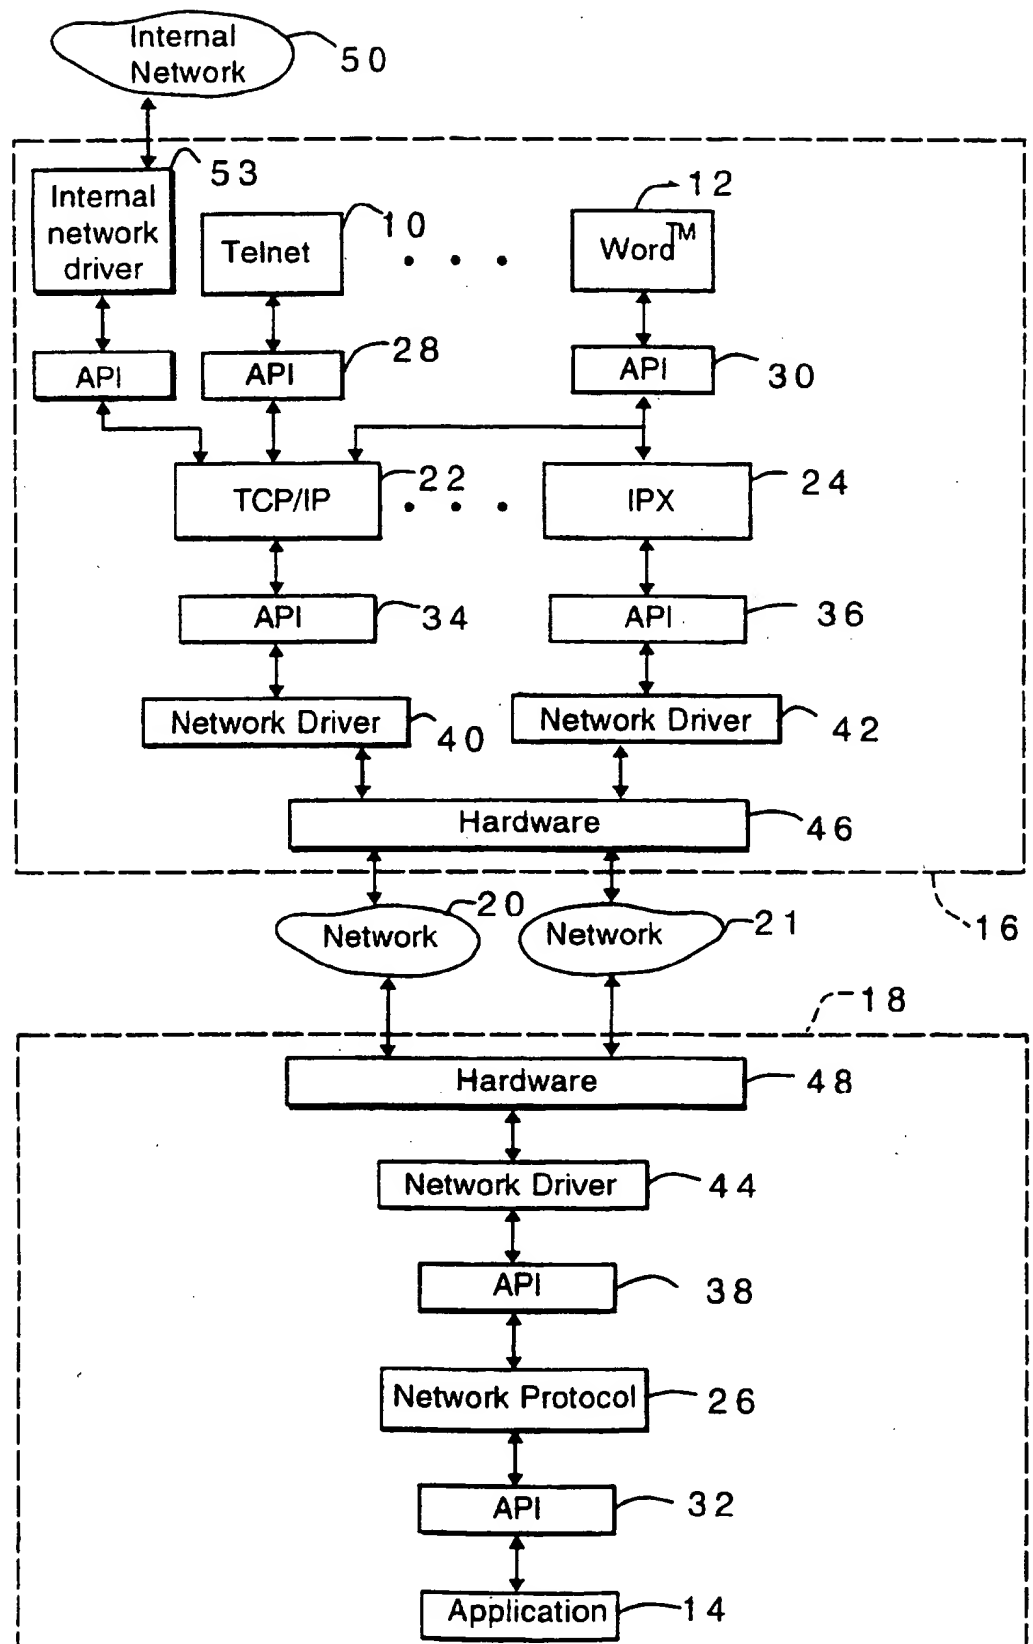 Internal
Network
50
53
Internal
network
driver
10
Telnet
12
Word™
API
API
28
API
30
TCP/IP
22
IPX
24
API
34
API
36
Network Driver
40
Network Driver
42
Hardware
46
16
Network
20
Network
21
18
Hardware
48
Network Driver
44
API
38
Network Protocol
26
API
32
Application
14